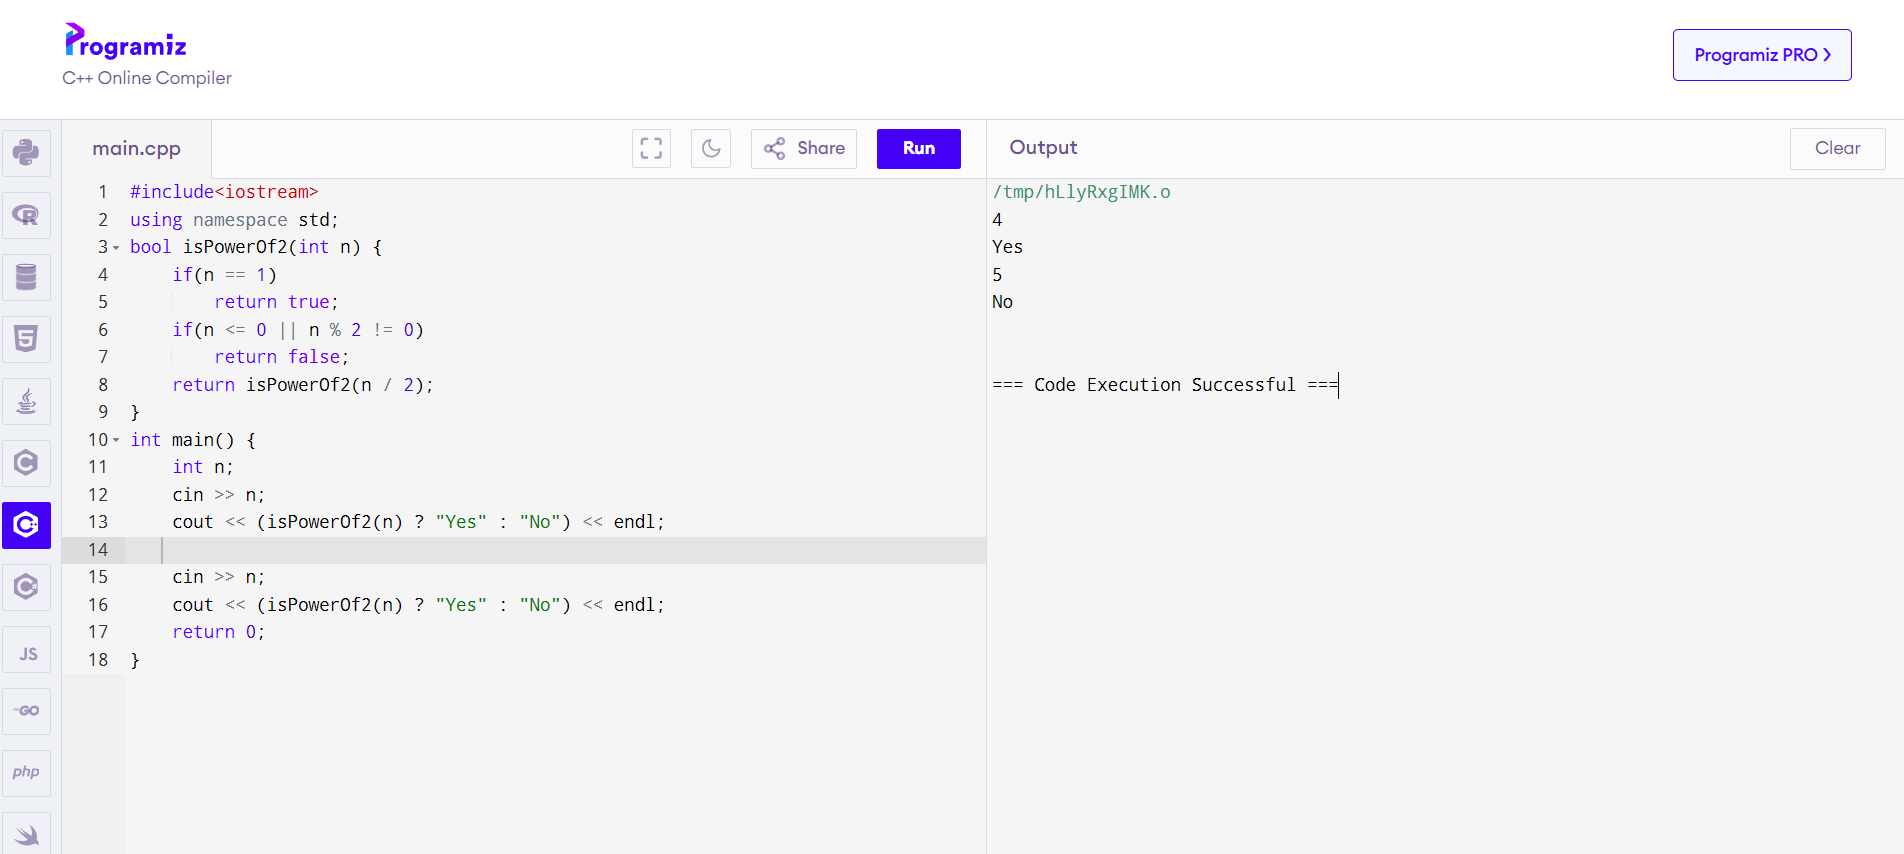 Programiz
C++ Online Compiler
Programiz PRO
main.cpp
Share
Run
Output
Clear
1 #include<iostream>
2 using namespace std;
3 bool isPowerOf2(int n) {
4 if(n == 1)
5 return true;
6 if(n <= 0 || n % 2 != 0)
7 return false;
8 return isPowerOf2(n / 2);
9 }
10 int main() {
11 int n;
12 cin >> n;
13 cout << (isPowerOf2(n) ? "Yes" : "No") << endl;
14
15 cin >> n;
16 cout << (isPowerOf2(n) ? "Yes" : "No") << endl;
17 return 0;
18 }
/tmp/hLlyRxgIMK.o
4
Yes
5
No
=== Code Execution Successful ===
R
5
C
C++
C#
JS
GO
php